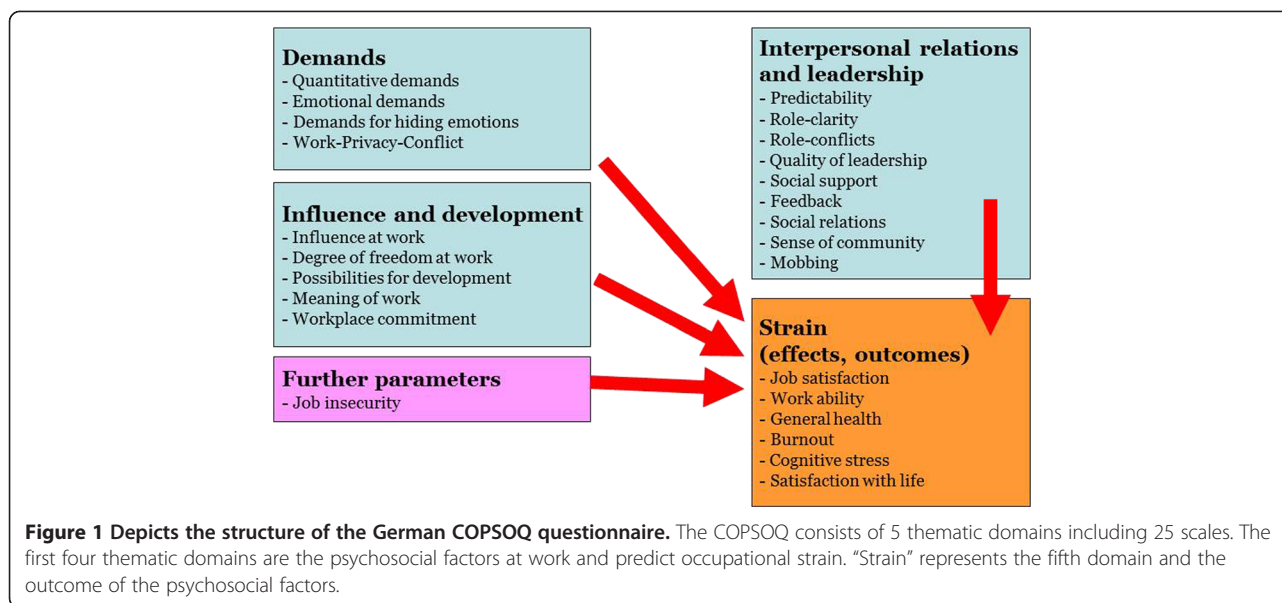 Demands
- Quantitative demands
- Emotional demands
- Demands for hiding emotions
- Work-Privacy-Conflict
Influence and development
- Influence at work
- Degree of freedom at work
- Possibilities for development
- Meaning of work
- Workplace commitment
Further parameters
- Job insecurity
Interpersonal relations
and leadership
- Predictability
- Role-clarity
- Role-conflicts
- Quality of leadership
- Social support
- Feedback
- Social relations
- Sense of community
- Mobbing
Strain
(effects, outcomes)
- Job satisfaction
- Work ability
- General health
- Burnout
- Cognitive stress
- Satisfaction with life
Figure 1 Depicts the structure of the German COPSOQ questionnaire. The COPSOQ consists of 5 thematic domains including 25 scales. The
first four thematic domains are the psychosocial factors at work and predict occupational strain. “Strain” represents the fifth domain and the
outcome of the psychosocial factors.